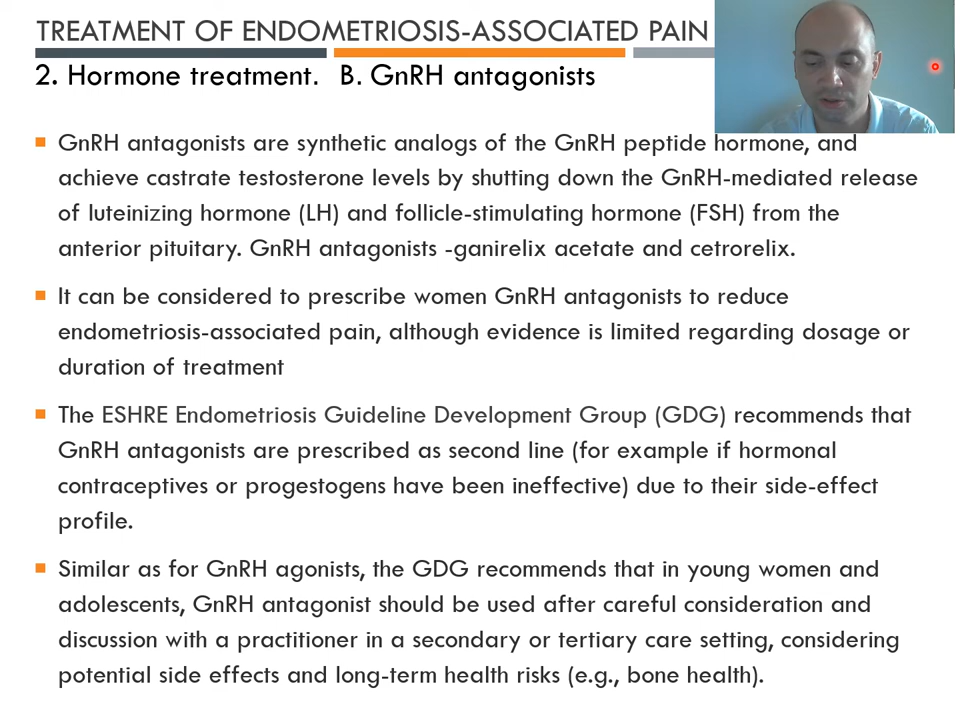 TREATMENT OF ENDOMETRIOSIS-ASSOCIATED PAIN
2. Hormone treatment. B. GnRH antagonists
GnRH antagonists are synthetic analogs of the GnRH peptide hormone, and
achieve castrate testosterone levels by shutting down the GnRH-mediated release
of luteinizing hormone (LH) and follicle-stimulating hormone (FSH) from the
anterior pituitary. GnRH antagonists -ganirelix acetate and cetrorelix.
It can be considered to prescribe women GnRH antagonists to reduce
endometriosis-associated pain, although evidence is limited regarding dosage or
duration of treatment
The ESHRE Endometriosis Guideline Development Group (GDG) recommends that
GnRH antagonists are prescribed as second line (for example if hormonal
contraceptives or progestogens have been ineffective) due to their side-effect
profile.
Similar as for GnRH agonists, the GDG recommends that in young women and
adolescents, GnRH antagonist should be used after careful consideration and
discussion with a practitioner in a secondary or tertiary care setting, considering
potential side effects and long-term health risks (e.g., bone health).